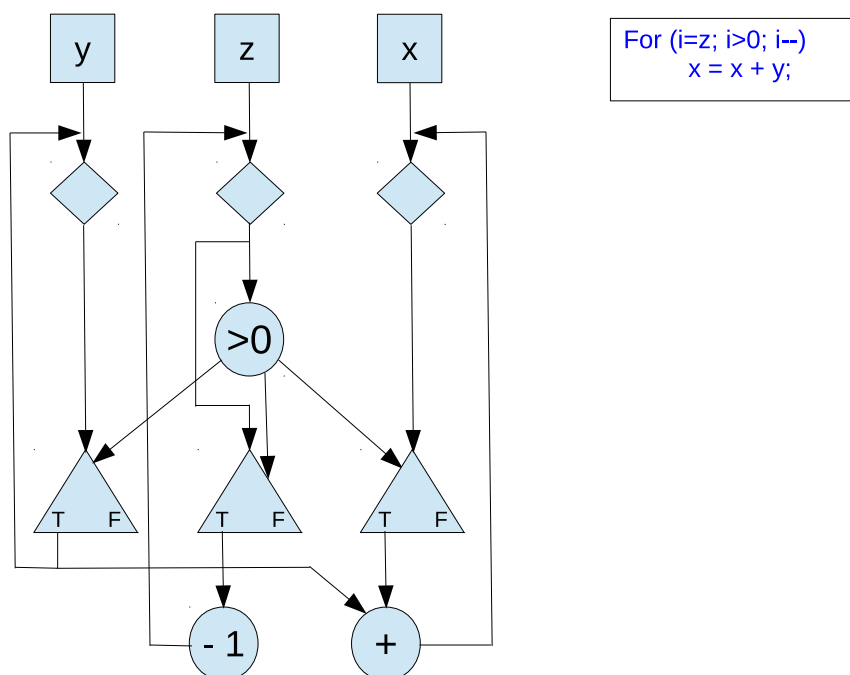 y z x
For (i=z; i>0; i--)
x = x + y;
>0
T F T F T F
- 1 +